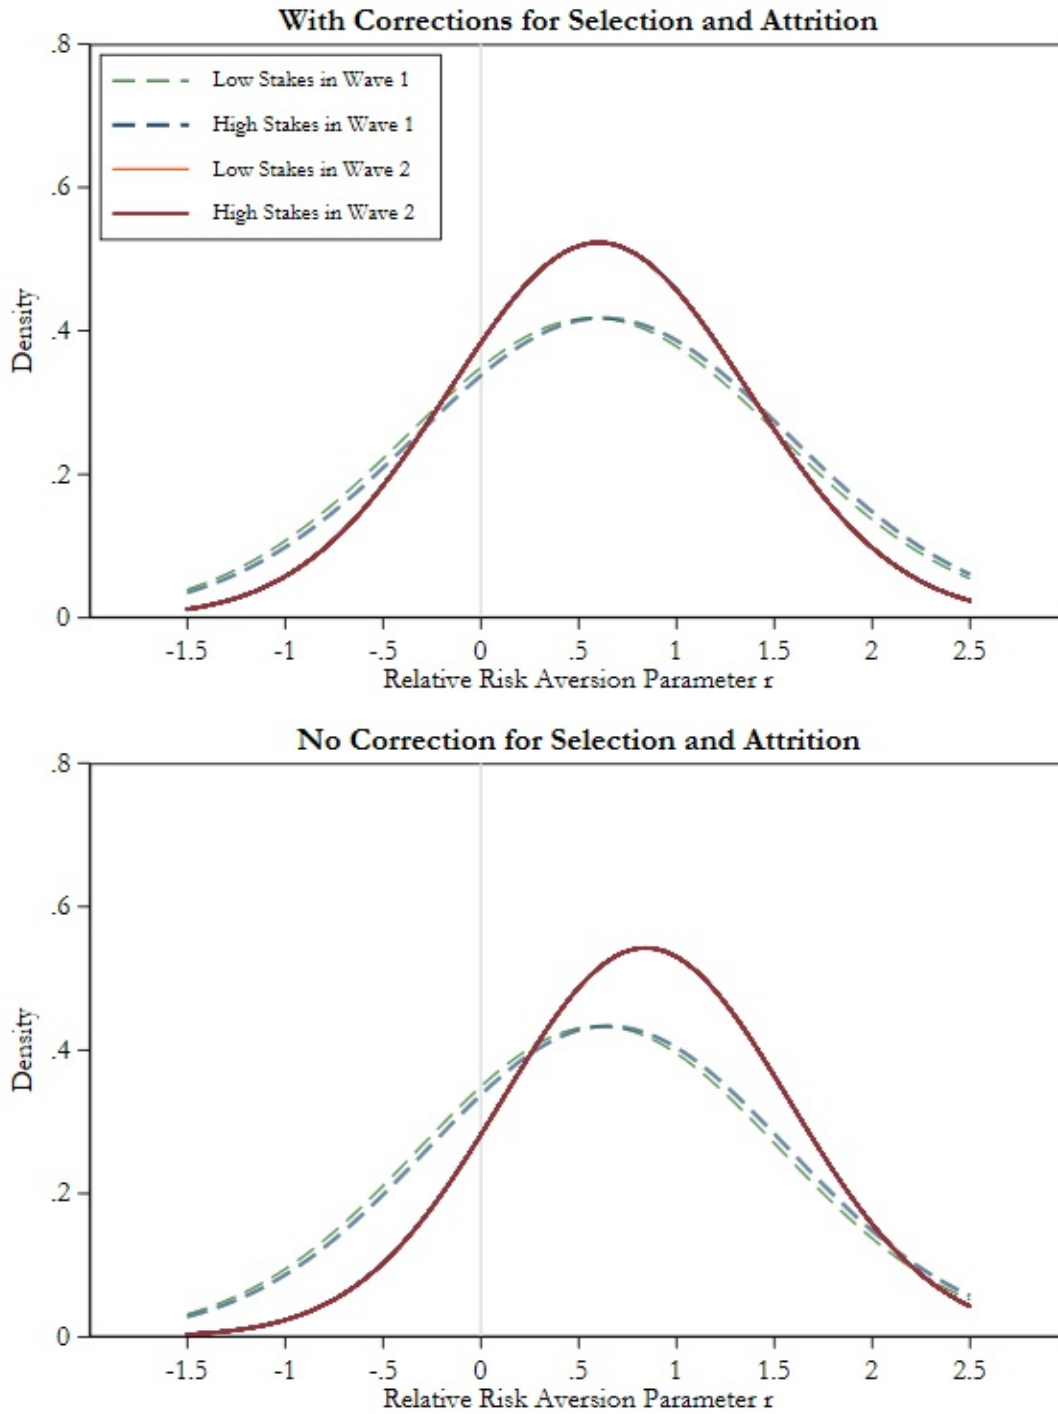 With Corrections for Selection and Attrition
.8
Low Stakes in Wave 1
High Stakes in Wave 1
Low Stakes in Wave 2
High Stakes in Wave 2
.6
.4
.2
0
Density
-1.5 -1 -.5 0 .5 1 1.5 2 2.5
Relative Risk Aversion Parameter r
No Correction for Selection and Attrition
.8
.6
.4
.2
0
Density
-1.5 -1 -.5 0 .5 1 1.5 2 2.5
Relative Risk Aversion Parameter r